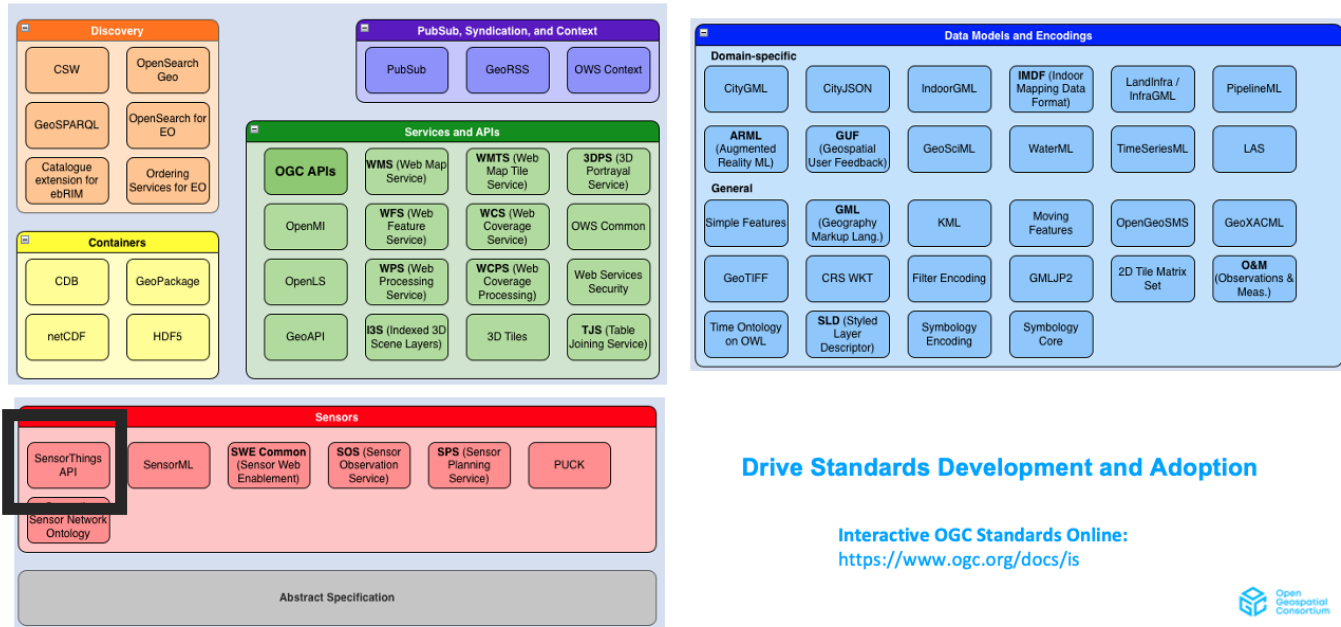 Discovery
CSW
OpenSearch
Geo
GeoSPARQL
OpenSearch for
EO
Catalogue
extension for
ebRIM
Ordering
Services for EO
Containers
CDB
GeoPackage
netCDF
HDF5
PubSub, Syndication, and Context
PubSub
GeoRSS
OWS Context
Services and APIs
OGC APIs
WMS (Web Map
Service)
WMTS (Web
Map Tile
Service)
3DPS (3D
Portrayal
Service)
OpenMI
WFS (Web
Feature
Service)
WCS (Web
Coverage
Service)
OWS Common
OpenLS
WPS (Web
Processing
Service)
WCPS (Web
Coverage
Processing)
Web Services
Security
GeoAPI
I3S (Indexed 3D
Scene Layers)
3D Tiles
TJS (Table
Joining Service)
Data Models and Encodings
Domain-specific
CityGML
CityJSON
IndoorGML
IMDF (Indoor
Mapping Data
Format)
LandInfra /
InfraGML
PipelineML
ARML
(Augmented
Reality ML)
GUF
(Geospatial
User Feedback)
GeoSciML
WaterML
TimeSeriesML
LAS
General
Simple Features
GML
(Geography
Markup Lang.)
KML
Moving
Features
OpenGeoSMS
GeoXACML
GeoTIFF
CRS WKT
Filter Encoding
GMLJP2
2D Tile Matrix
Set
O&M
(Observations &
Meas.)
Time Ontology
on OWL
SLD (Styled
Layer
Descriptor)
Symbology
Encoding
Symbology
Core
Sensors
SensorThings
API
SensorML
SWE Common
(Sensor Web
Enablement)
SOS (Sensor
Observation
Service)
SPS (Sensor
Planning
Service)
PUCK
Sensor Network
Ontology
Abstract Specification
Drive Standards Development and Adoption
Interactive OGC Standards Online:
https://www.ogc.org/docs/is
Open
Geospatial
Consortium